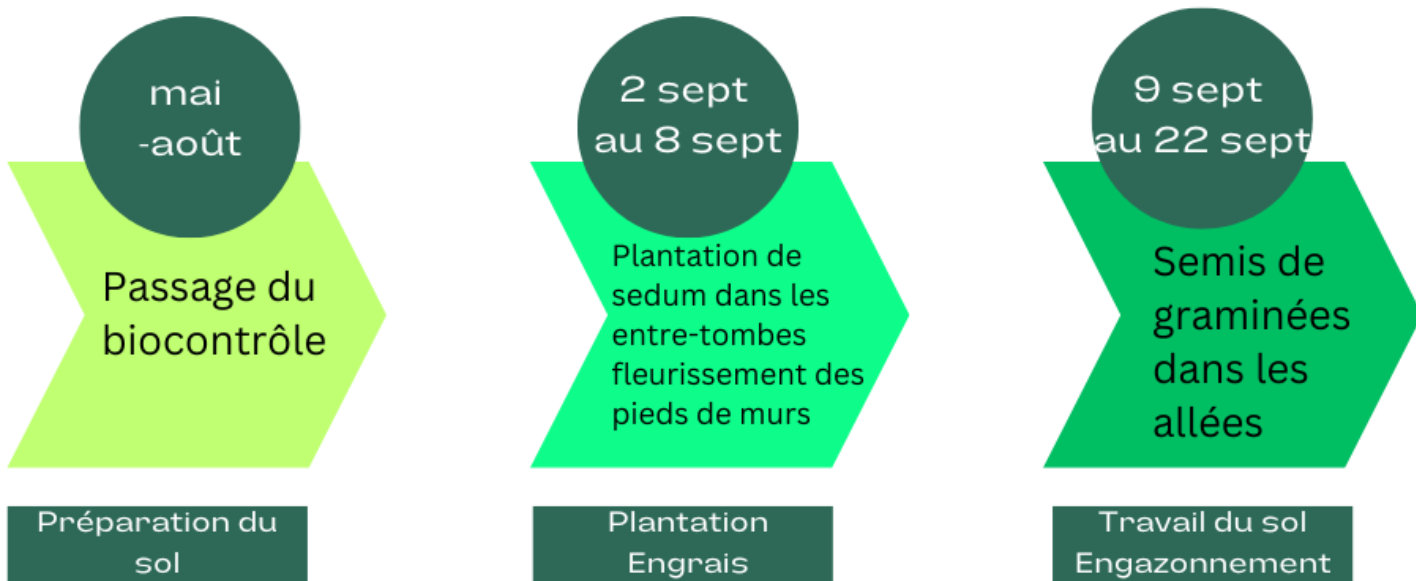 mai
-août
Passage du
biocontrôle
Préparation du
sol
2 sept
au 8 sept
Plantation de
sedum dans les
entre-tombes
fleurissement des
pieds de murs
Plantation
Engrais
9 sept
au 22 sept
Semis de
graminées
dans les
allées
Travail du sol
Engazonnement